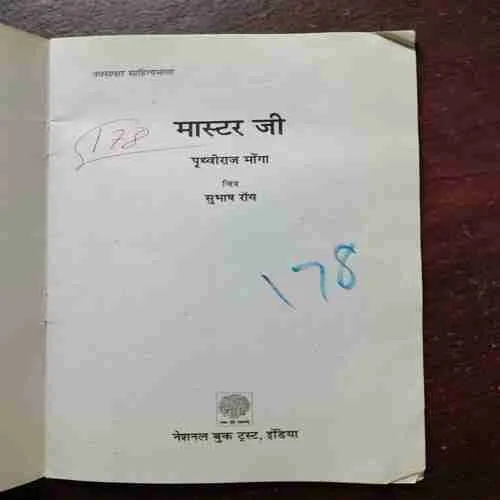 नवसाक्षर साहित्यमाला
178
मास्टर जी
पृथ्वीराज मोंगा
चित्र
सुभाष रॉय
178
नेशनल बुक ट्रस्ट, इंडिया